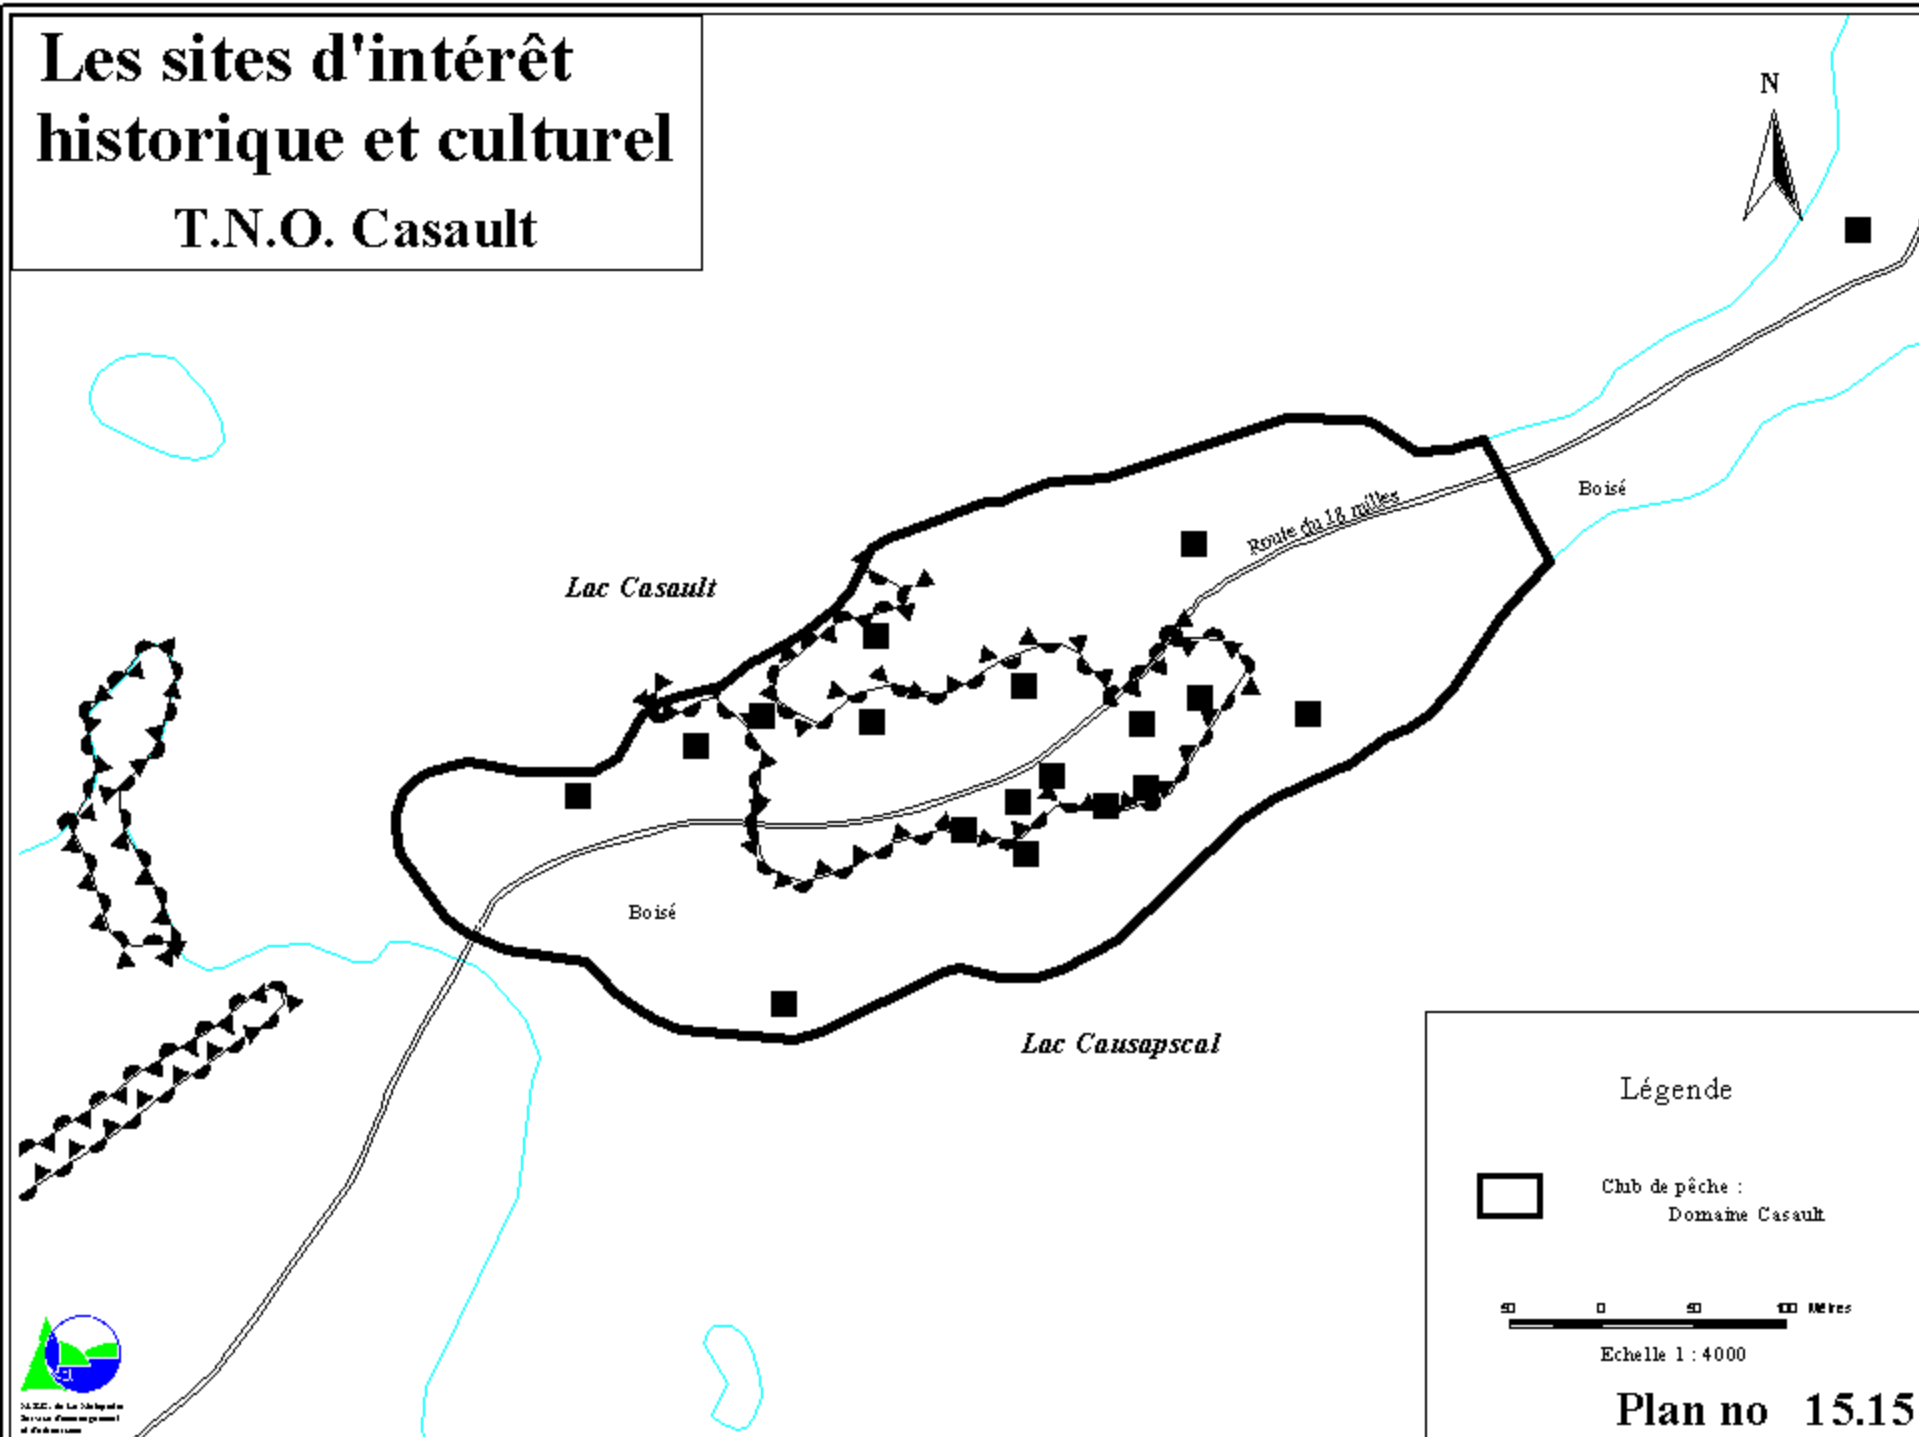 Les sites d'intérêt
historique et culturel
T.N.O. Casault
N
Boisé
Route du 18 milles
Lac Casault
Boisé
Lac Causapscal
Légende
Club de pêche :
Domaine Casault
50 0 50 100 Mètres
Echelle 1 : 4000
Plan no 15.15